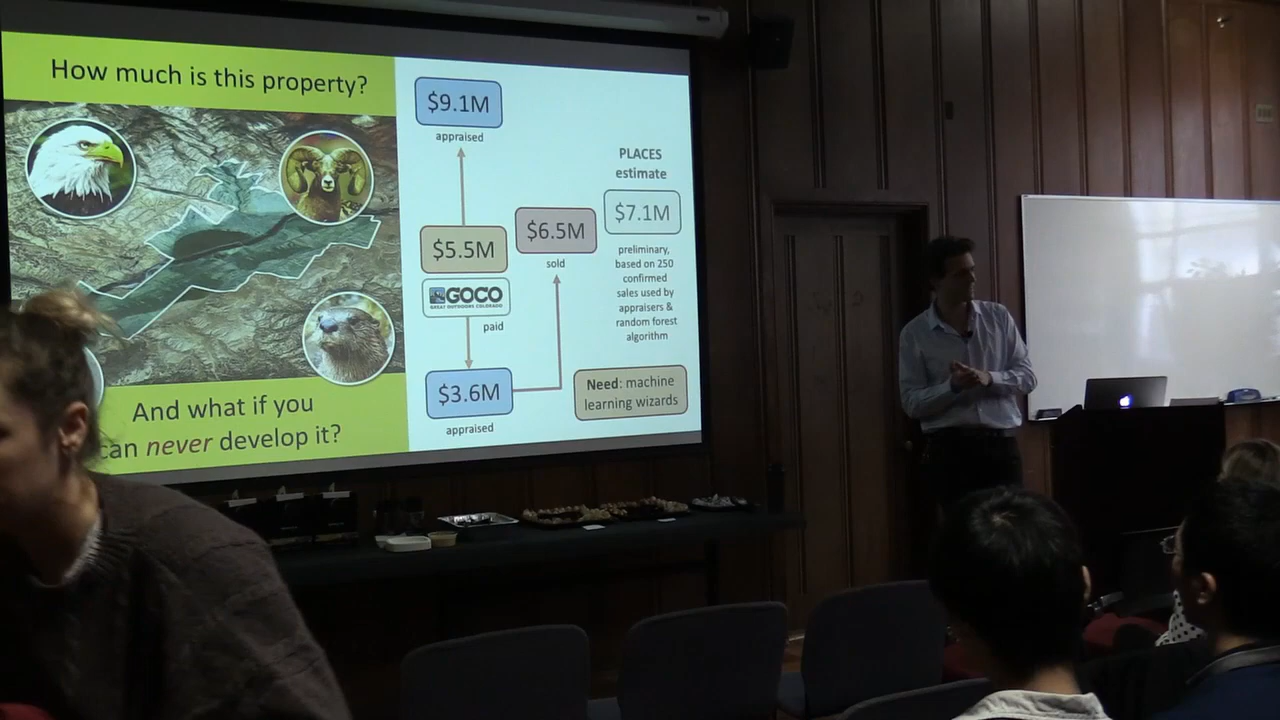 How much is this property?
And what if you
can never develop it?
$9.1M
appraised
$5.5M
GOCO
GREAT OUTDOORS COLORADO
paid
$3.6M
appraised
$6.5M
sold
PLACES
estimate
$7.1M
preliminary,
based on 250
confirmed
sales used by
appraisers &
random forest
algorithm
Need: machine
learning wizards